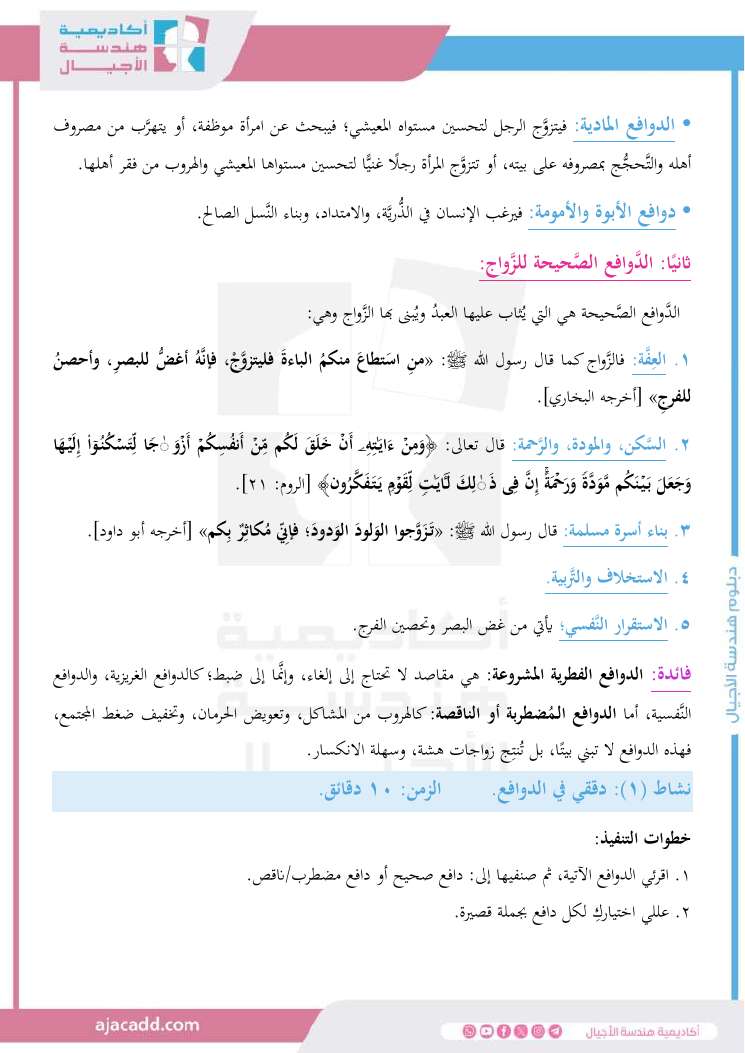 أكاديمية
هندسة
الأجيال
• الدوافع المادية: فيتزوَّج الرجل لتحسين مستواه المعيشي؛ فيبحث عن امرأة موظفة، أو يتهرَّب من مصروف
أهله والتَّحجُّج بمصروفه على بيته، أو تتزوَّج المرأة رجلًا غنيًّا لتحسين مستواها المعيشي والهروب من فقر أهلها.
• دوافع الأبوة والأمومة: فيرغب الإنسان في الذُّريَّة، والامتداد، وبناء النَّسل الصالح.
ثانيًا: الدَّوافع الصَّحيحة للزَّواج:
الدَّوافع الصَّحيحة هي التي يُثاب عليها العبدُ ويُبنى بها الزَّواج وهي:
١. العِفَّة: فالزَّواج كما قال رسول الله ﷺ: «منِ اسْتطاعَ منكمُ الباءةَ فليتزوَّجْ، فإنَّهُ أغضُّ للبصرِ، وأحصنُ
للفرجِ» [أخرجه البخاري].
٢. السَّكن، والمودة، والرَّحمة: قال تعالى: ﴿وَمِنْ ءَايَٰتِهِۦ أَنْ خَلَقَ لَكُم مِّنْ أَنفُسِكُمْ أَزْوَٰجًا لِّتَسْكُنُوٓا۟ إِلَيْهَا
وَجَعَلَ بَيْنَكُم مَّوَدَّةً وَرَحْمَةً ۚ إِنَّ فِى ذَٰلِكَ لَءَايَٰتٍ لِّقَوْمٍ يَتَفَكَّرُون﴾ [الروم: ٢١].
٣. بناء أسرة مسلمة: قال رسول الله ﷺ: «تَزَوَّجوا الوَلودَ الوَدودَ؛ فإنِّي مُكاثِرٌ بِكم» [أخرجه أبو داود].
٤. الاستخلاف والتَّربية.
٥. الاستقرار النَّفسي؛ يأتي من غض البصر وتحصين الفرج.
فائدة: الدوافع الفطرية المشروعة: هي مقاصد لا تحتاج إلى إلغاء، وإنَّما إلى ضبط؛ كالدوافع الغريزية، والدوافع
النَّفسية، أما الدوافع المُضطربة أو الناقصة: كالهروب من المشاكل، وتعويض الحرمان، وتخفيف ضغط المجتمع،
فهذه الدوافع لا تبني بيتًا، بل تُنتِج زواجات هشة، وسهلة الانكسار.
نشاط (١): دققي في الدوافع. الزمن: ١٠ دقائق.
خطوات التنفيذ:
١. اقرئي الدوافع الآتية، ثم صنفيها إلى: دافع صحيح أو دافع مضطرب/ناقص.
٢. عللي اختيارك لكل دافع بجملة قصيرة.
دبلوم هندسة الأجيال
أكاديمية
هندسة
الأجيال
ajacadd.com
أكاديمية هندسة الأجيال